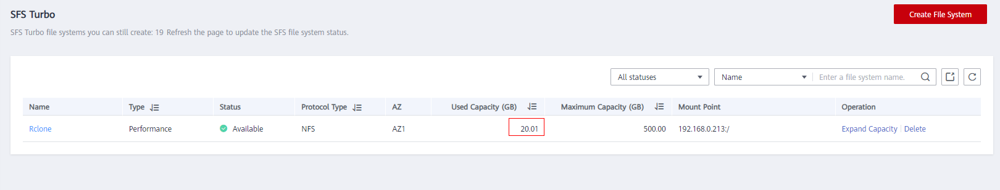 SFS Turbo
Create File System
SFS Turbo file systems you can still create: 19 Refresh the page to update the SFS file system status.
All statuses Name Enter a file system name.
Name Type Status Protocol Type AZ Used Capacity (GB) Maximum Capacity (GB) Mount Point Operation
Rclone Performance Available NFS AZ1 20.01 500.00 192.168.0.213:/ Expand Capacity Delete